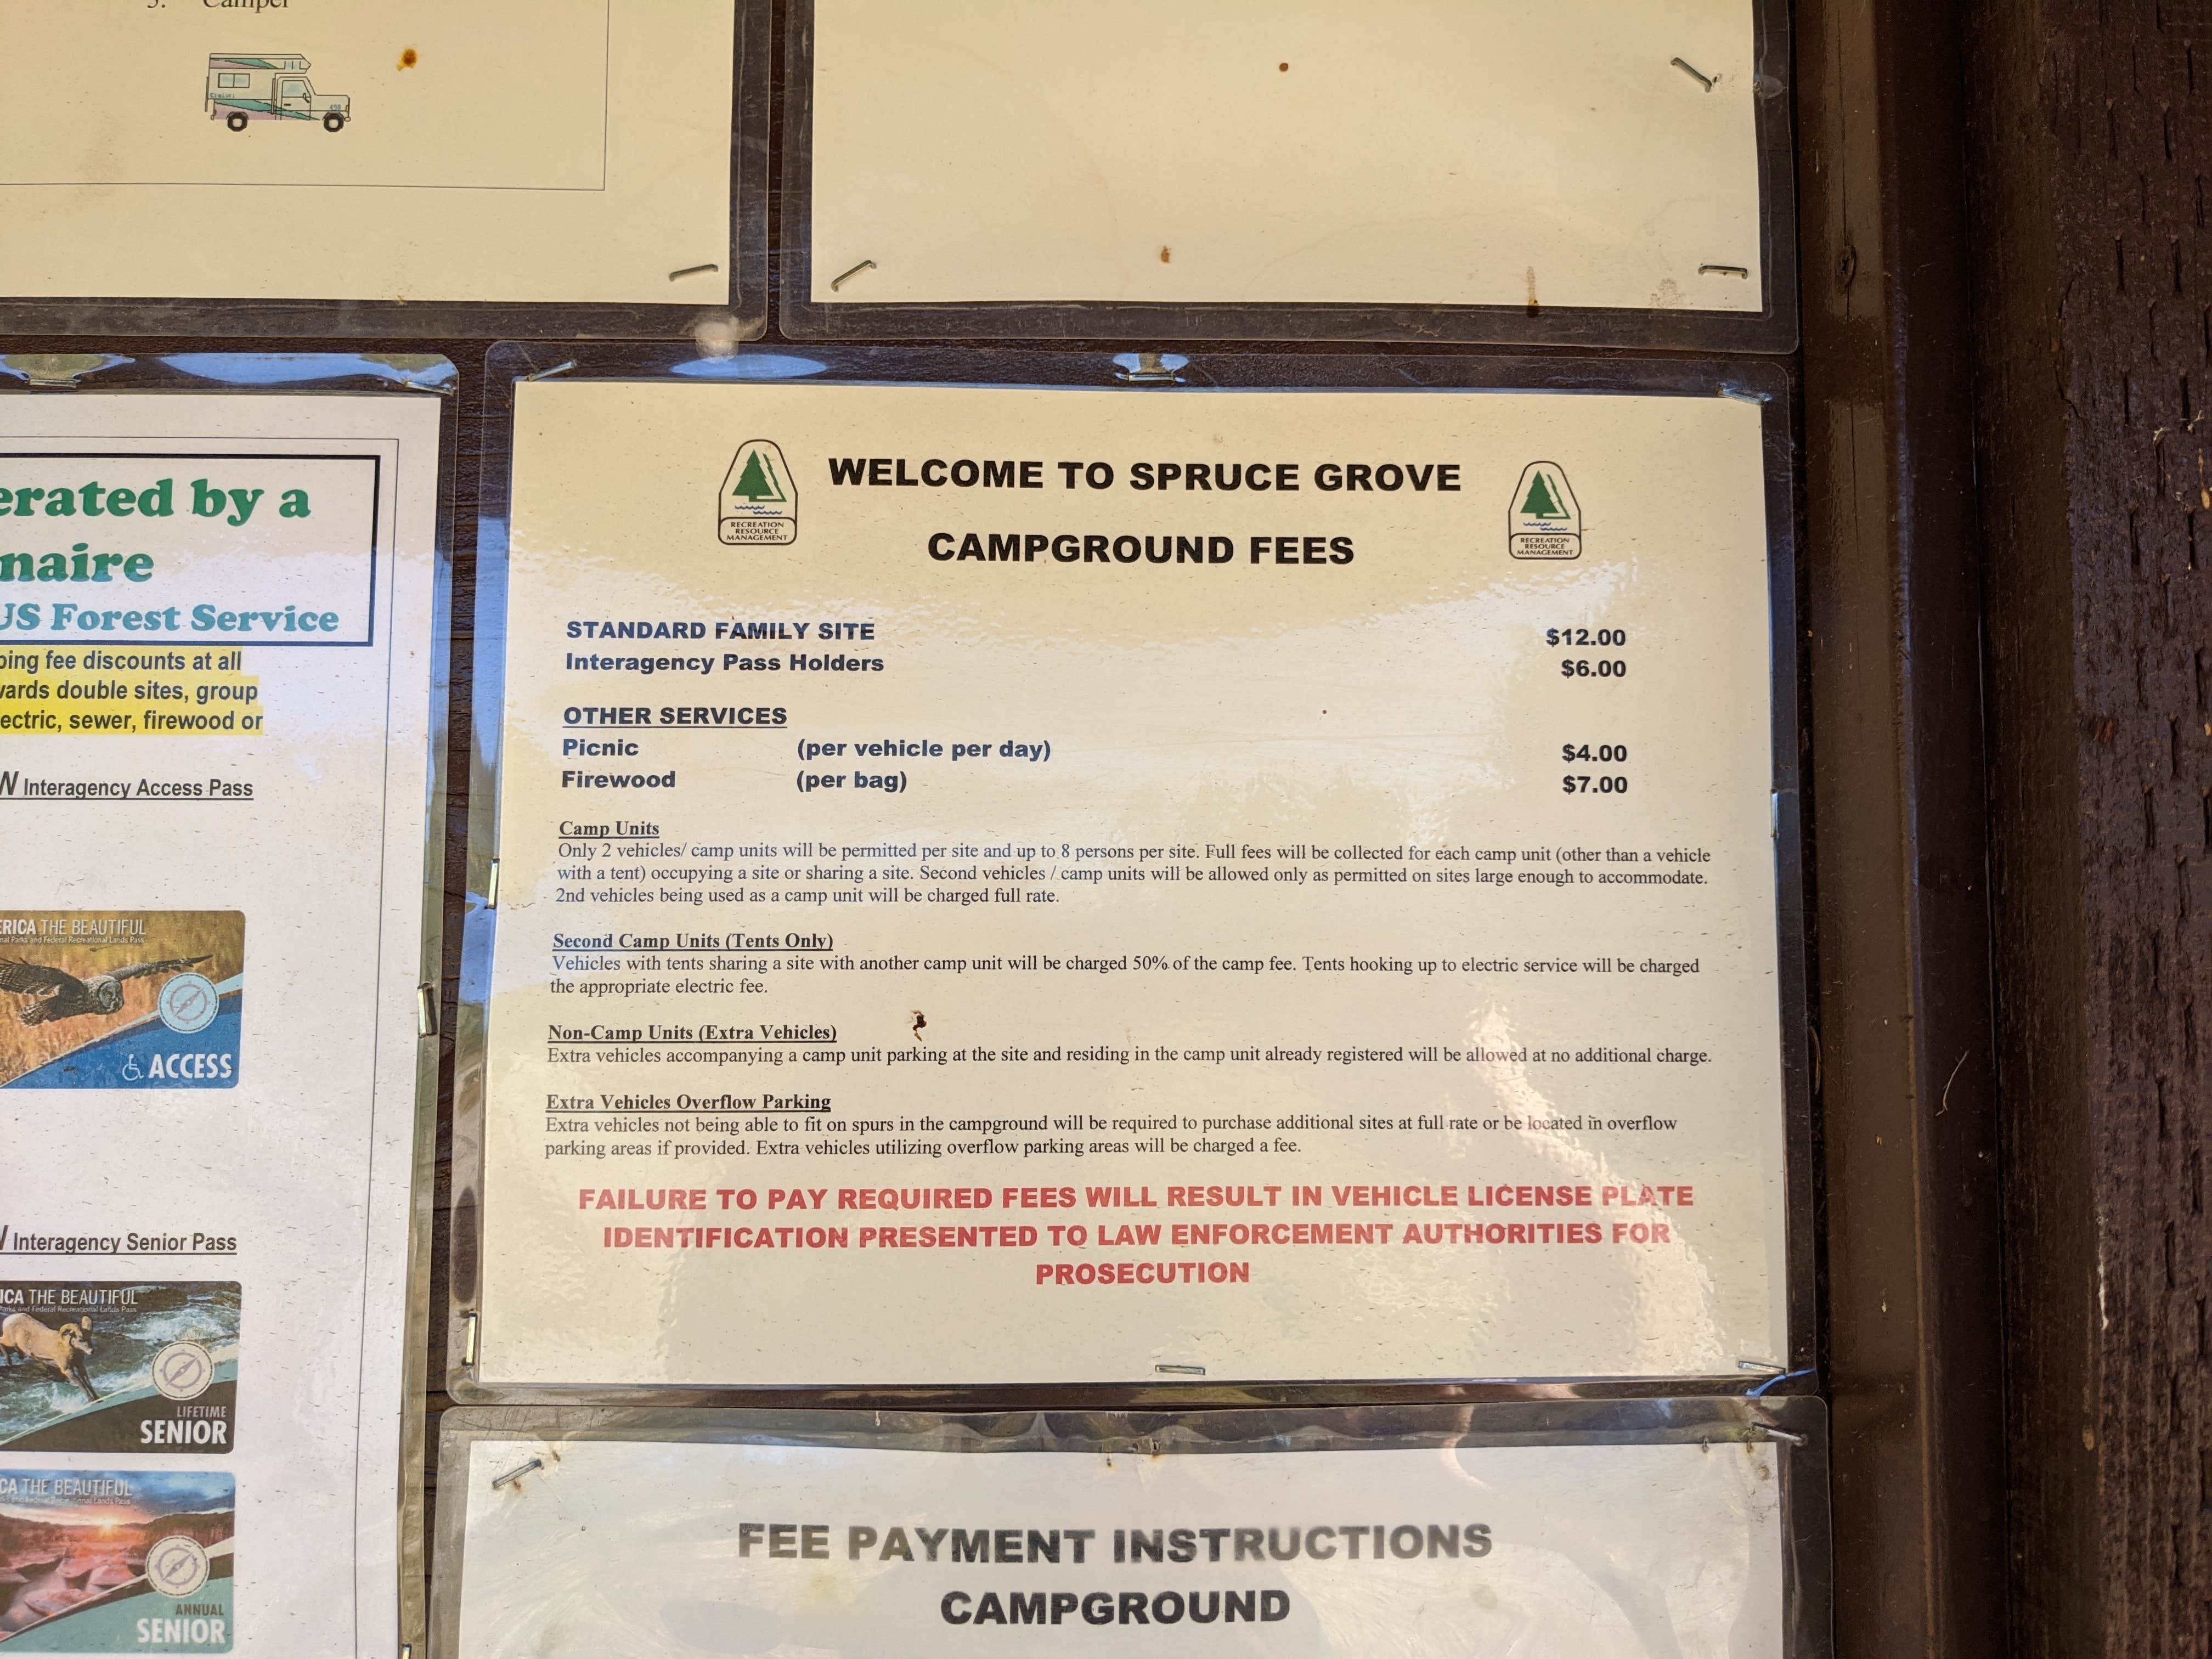 5. Camper
erated by a
naire
US Forest Service
ping fee discounts at all
wards double sites, group
ectric, sewer, firewood or
W Interagency Access Pass
ERICA THE BEAUTIFUL
ACCESS
Interagency Senior Pass
ICA THE BEAUTIFUL
LIFETIME
SENIOR
CA THE BEAUTIFUL
ANNUAL
SENIOR
RECREATION
RESOURCE
MANAGEMENT
WELCOME TO SPRUCE GROVE
CAMPGROUND FEES
RECREATION
RESOURCE
MANAGEMENT
STANDARD FAMILY SITE $12.00
Interagency Pass Holders $6.00
OTHER SERVICES
Picnic (per vehicle per day) $4.00
Firewood (per bag) $7.00
Camp Units
Only 2 vehicles/ camp units will be permitted per site and up to 8 persons per site. Full fees will be collected for each camp unit (other than a vehicle
with a tent) occupying a site or sharing a site. Second vehicles / camp units will be allowed only as permitted on sites large enough to accommodate.
2nd vehicles being used as a camp unit will be charged full rate.
Second Camp Units (Tents Only)
Vehicles with tents sharing a site with another camp unit will be charged 50% of the camp fee. Tents hooking up to electric service will be charged
the appropriate electric fee.
Non-Camp Units (Extra Vehicles)
Extra vehicles accompanying a camp unit parking at the site and residing in the camp unit already registered will be allowed at no additional charge.
Extra Vehicles Overflow Parking
Extra vehicles not being able to fit on spurs in the campground will be required to purchase additional sites at full rate or be located in overflow
parking areas if provided. Extra vehicles utilizing overflow parking areas will be charged a fee.
FAILURE TO PAY REQUIRED FEES WILL RESULT IN VEHICLE LICENSE PLATE
IDENTIFICATION PRESENTED TO LAW ENFORCEMENT AUTHORITIES FOR
PROSECUTION
FEE PAYMENT INSTRUCTIONS
CAMPGROUND